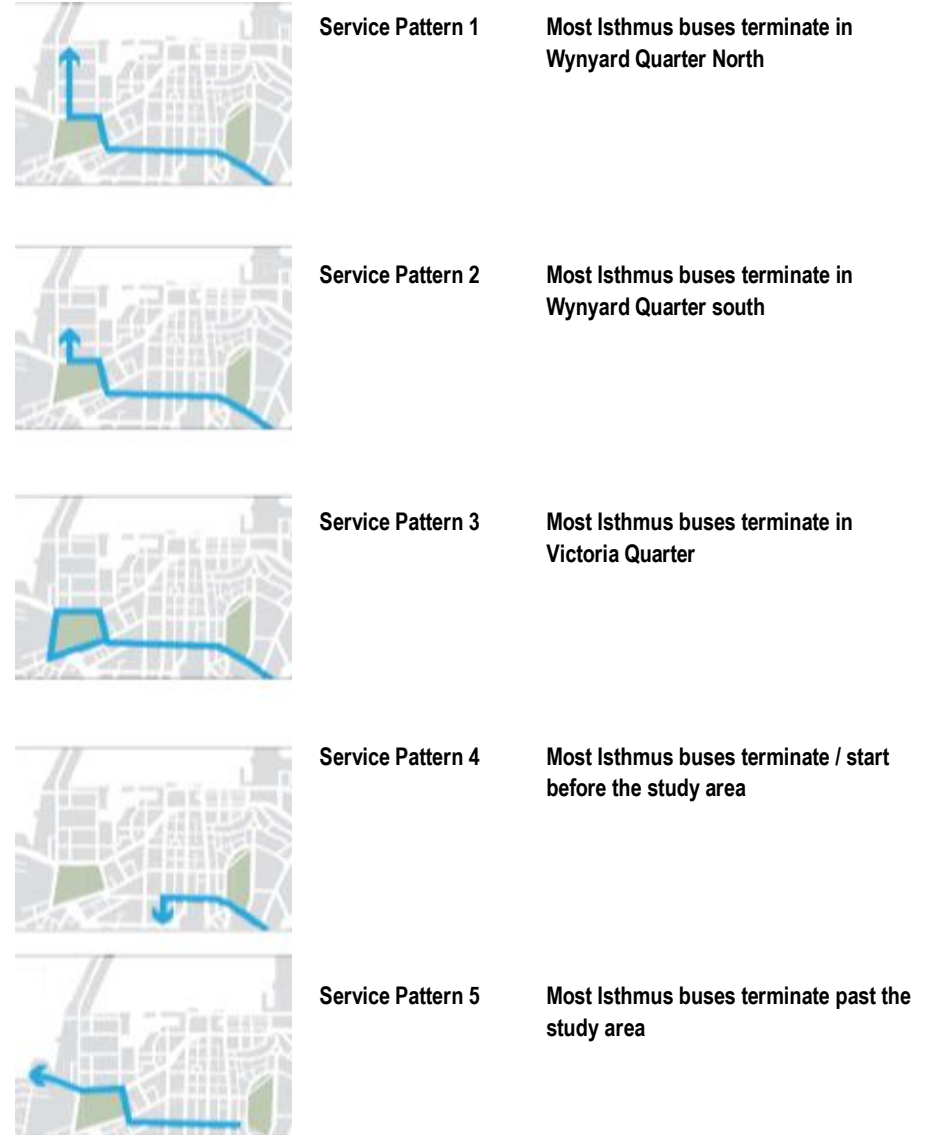 Service Pattern 1
Most Isthmus buses terminate in
Wynyard Quarter North
Service Pattern 2
Most Isthmus buses terminate in
Wynyard Quarter south
Service Pattern 3
Most Isthmus buses terminate in
Victoria Quarter
Service Pattern 4
Most Isthmus buses terminate / start
before the study area
Service Pattern 5
Most Isthmus buses terminate past the
study area